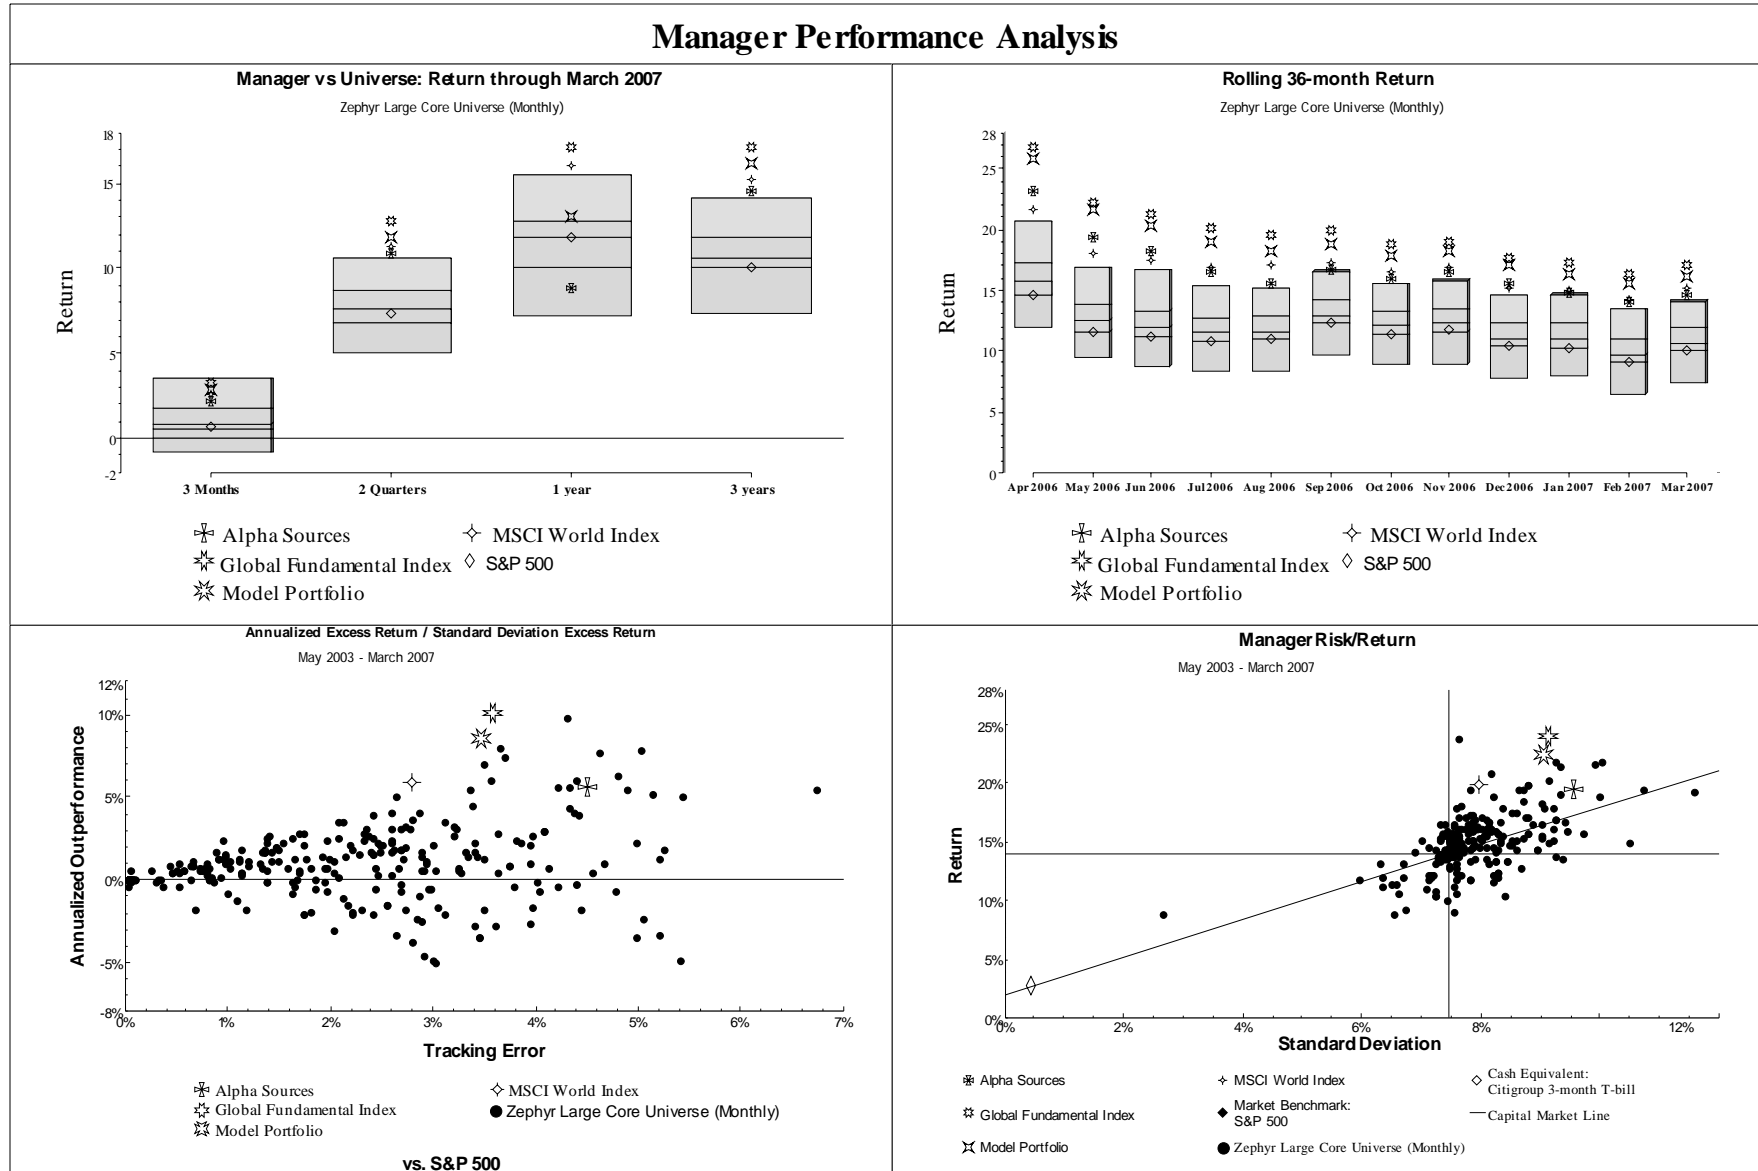 Manager Performance Analysis
Manager vs Universe: Return through March 2007
Zephyr Large Core Universe (Monthly)
Return
18
15
10
5
0
-2
3 Months 2 Quarters 1 year 3 years
Alpha Sources MSCI World Index
Global Fundamental Index S&P 500
Model Portfolio
Rolling 36-month Return
Zephyr Large Core Universe (Monthly)
Return
28
25
20
15
10
5
0
Apr 2006 May 2006 Jun 2006 Jul 2006 Aug 2006 Sep 2006 Oct 2006 Nov 2006 Dec 2006 Jan 2007 Feb 2007 Mar 2007
Alpha Sources MSCI World Index
Global Fundamental Index S&P 500
Model Portfolio
Annualized Excess Return / Standard Deviation Excess Return
May 2003 - March 2007
Annualized Outperformance
12%
10%
5%
0%
-5%
-8%
0% 1% 2% 3% 4% 5% 6% 7%
Tracking Error
Alpha Sources MSCI World Index
Global Fundamental Index Zephyr Large Core Universe (Monthly)
Model Portfolio
vs. S&P 500
Manager Risk/Return
May 2003 - March 2007
Return
28%
25%
20%
15%
10%
5%
0%
0% 2% 4% 6% 8% 10% 12%
Standard Deviation
Alpha Sources MSCI World Index Cash Equivalent:
Citigroup 3-month T-bill
Global Fundamental Index Market Benchmark:
S&P 500 Capital Market Line
Model Portfolio Zephyr Large Core Universe (Monthly)